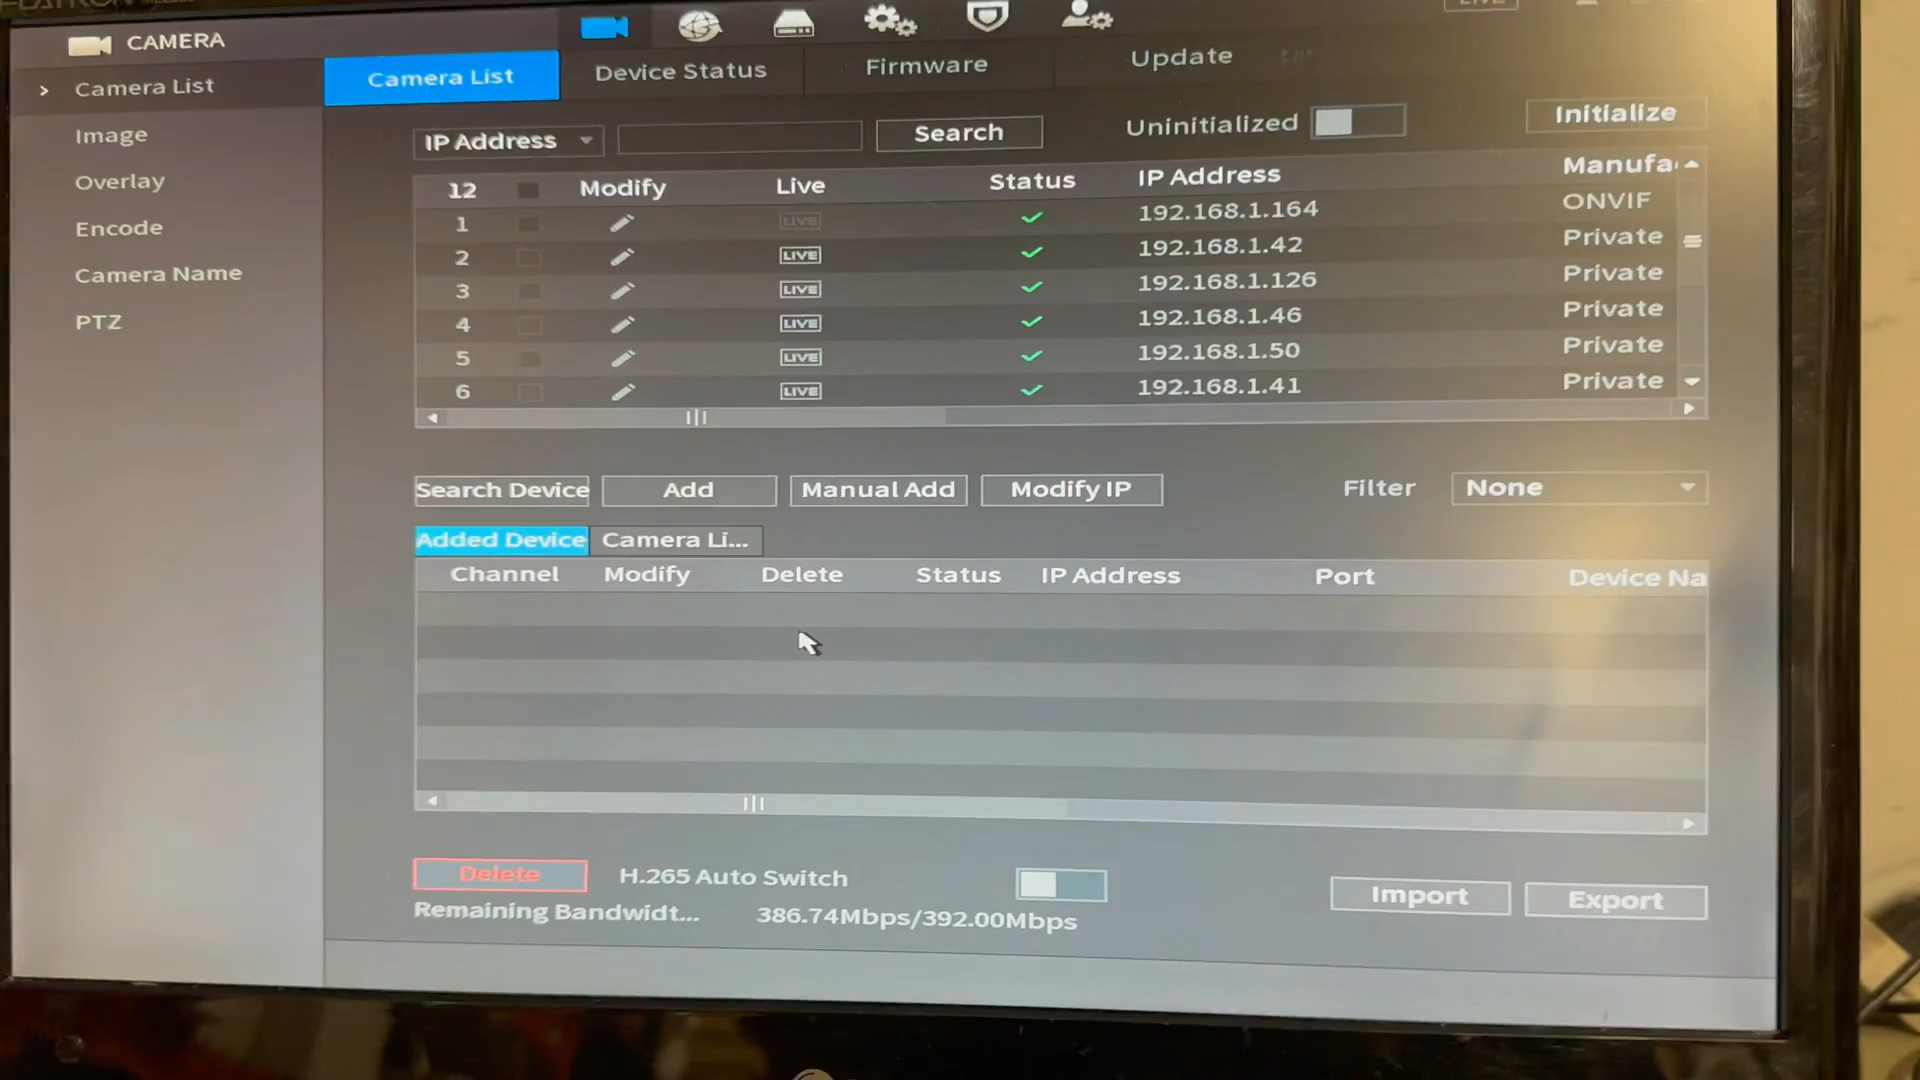 CAMERA
Camera List
Image
Overlay
Encode
Camera Name
PTZ
Camera List Device Status Firmware Update
IP Address Search Uninitialized Initialize
12 Modify Live Status IP Address Manufa
1 LIVE 192.168.1.164 ONVIF
2 LIVE 192.168.1.42 Private
3 LIVE 192.168.1.126 Private
4 LIVE 192.168.1.46 Private
5 LIVE 192.168.1.50 Private
6 LIVE 192.168.1.41 Private
Search Device Add Manual Add Modify IP Filter None
Added Device Camera Li...
Channel Modify Delete Status IP Address Port Device Na
Delete H.265 Auto Switch Import Export
Remaining Bandwidt... 386.74Mbps/392.00Mbps